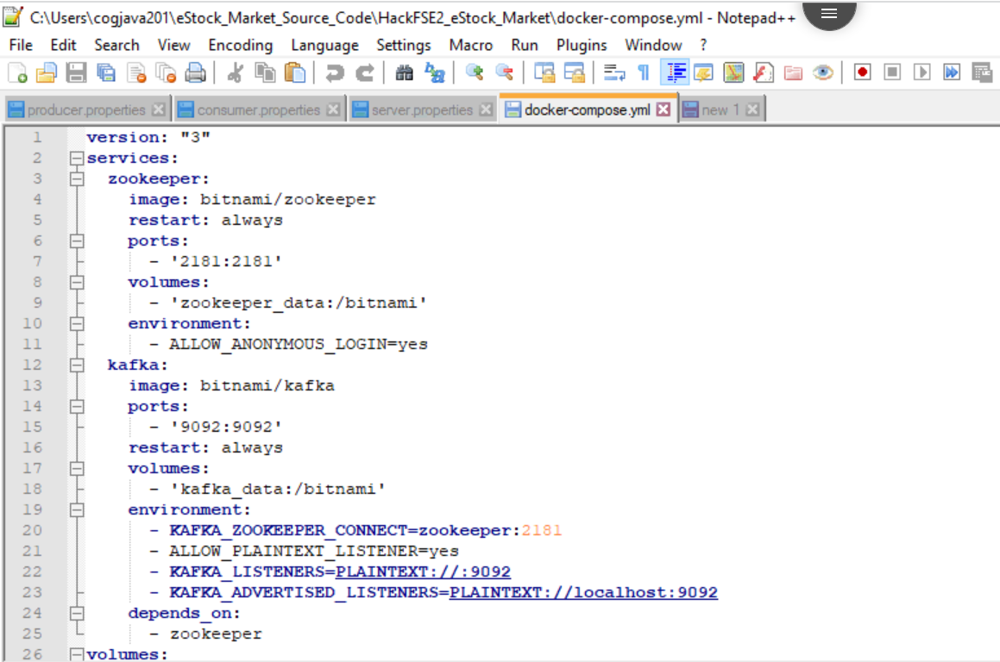 C:\Users\cogjava201\eStock_Market_Source_Code\HackFSE2_eStock_Market\docker-compose.yml - Notepad++
File Edit Search View Encoding Language Settings Macro Run Plugins Window ?
producer.properties consumer.properties server.properties docker-compose.yml new 1
1 version: "3"
2 services:
3   zookeeper:
4     image: bitnami/zookeeper
5     restart: always
6     ports:
7       - '2181:2181'
8     volumes:
9       - 'zookeeper_data:/bitnami'
10     environment:
11       - ALLOW_ANONYMOUS_LOGIN=yes
12   kafka:
13     image: bitnami/kafka
14     ports:
15       - '9092:9092'
16     restart: always
17     volumes:
18       - 'kafka_data:/bitnami'
19     environment:
20       - KAFKA_ZOOKEEPER_CONNECT=zookeeper:2181
21       - ALLOW_PLAINTEXT_LISTENER=yes
22       - KAFKA_LISTENERS=PLAINTEXT://:9092
23       - KAFKA_ADVERTISED_LISTENERS=PLAINTEXT://localhost:9092
24     depends_on:
25       - zookeeper
26 volumes: